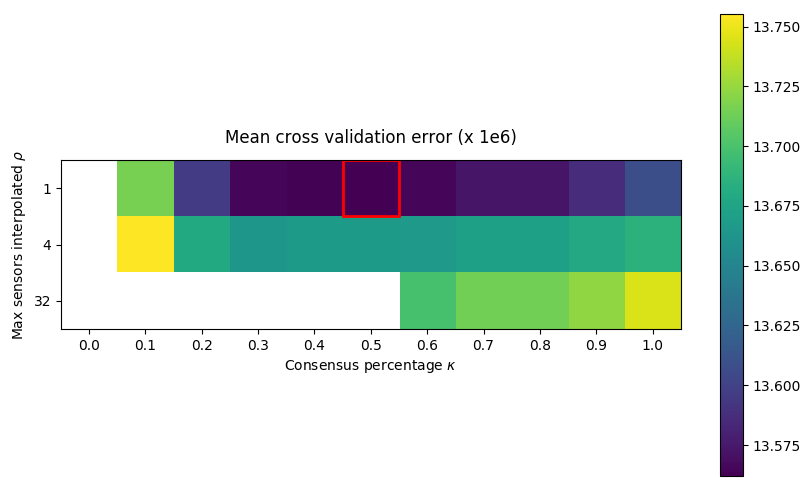 Mean cross validation error (x 1e6)
Max sensors interpolated ρ
1
4
32
0.0 0.1 0.2 0.3 0.4 0.5 0.6 0.7 0.8 0.9 1.0
Consensus percentage κ
13.750
13.725
13.700
13.675
13.650
13.625
13.600
13.575